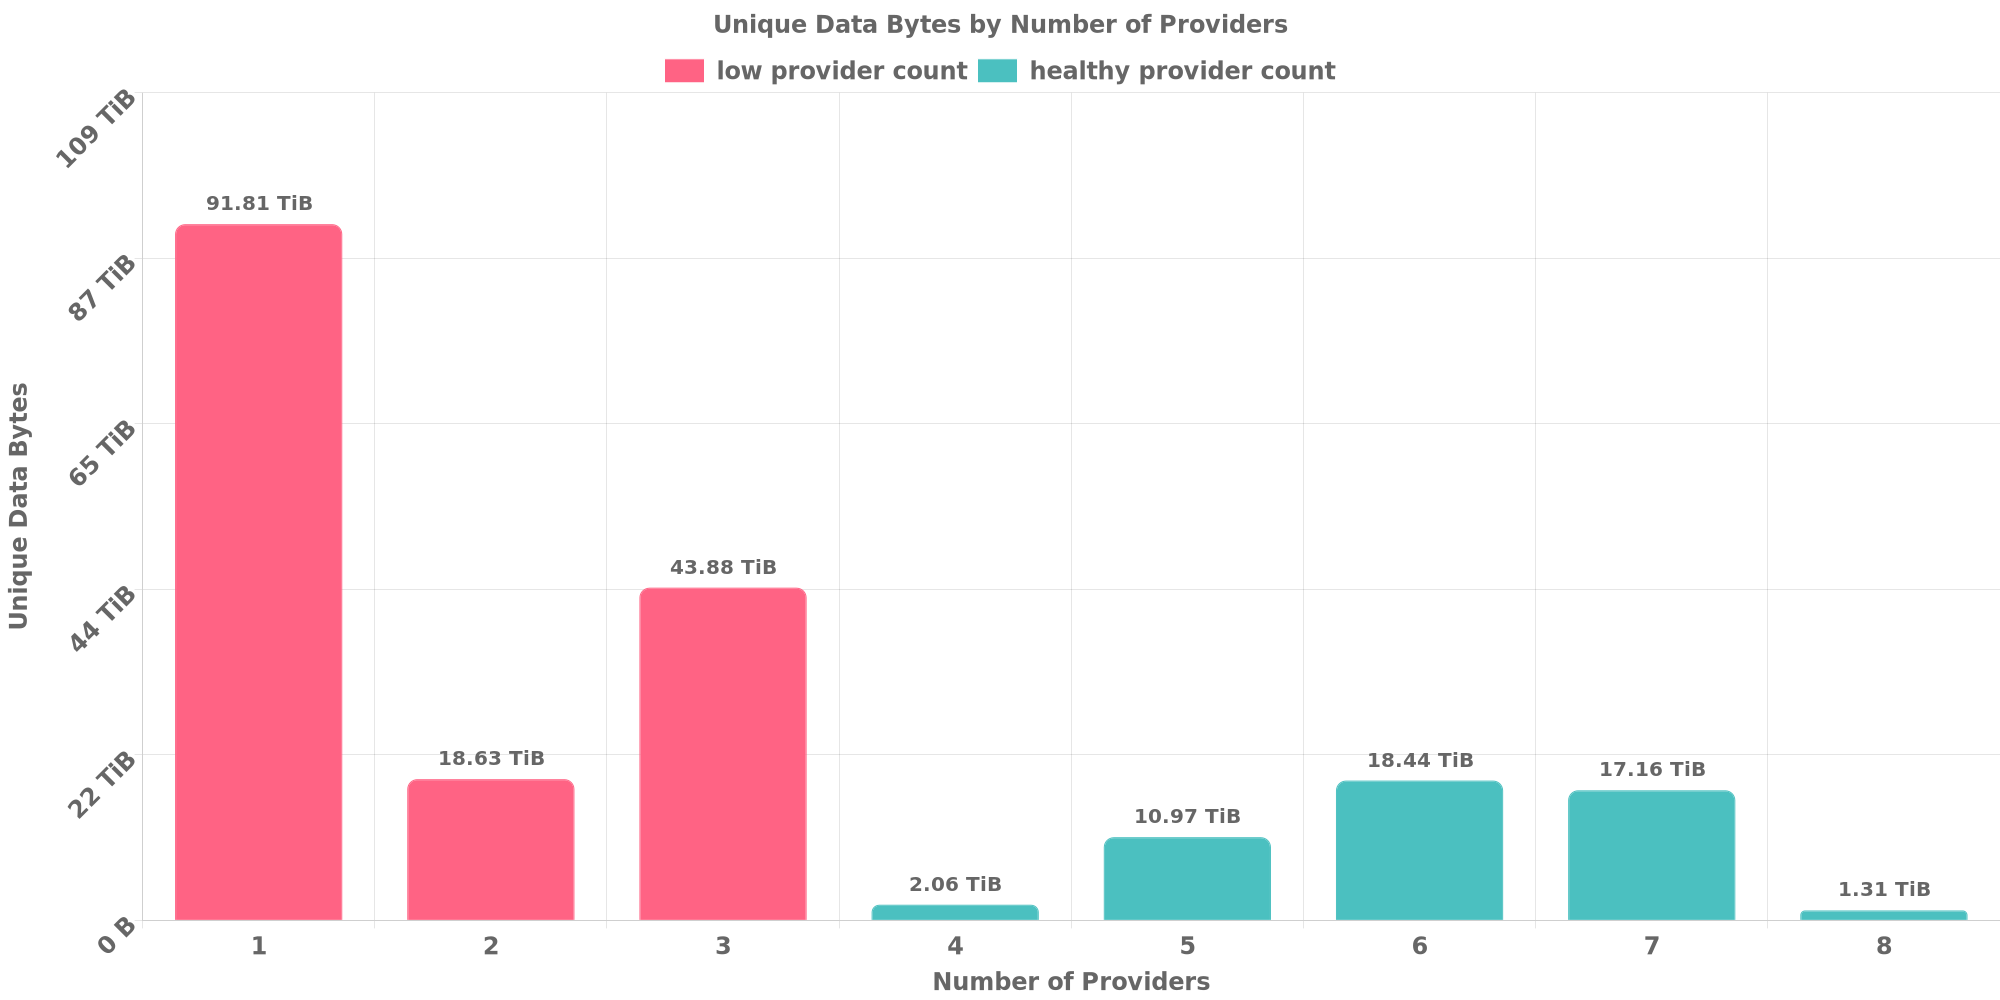 Unique Data Bytes by Number of Providers
low provider count healthy provider count
109 TiB
87 TiB
65 TiB
44 TiB
22 TiB
0 B
Unique Data Bytes
91.81 TiB
18.63 TiB
43.88 TiB
2.06 TiB
10.97 TiB
18.44 TiB
17.16 TiB
1.31 TiB
1 2 3 4 5 6 7 8
Number of Providers